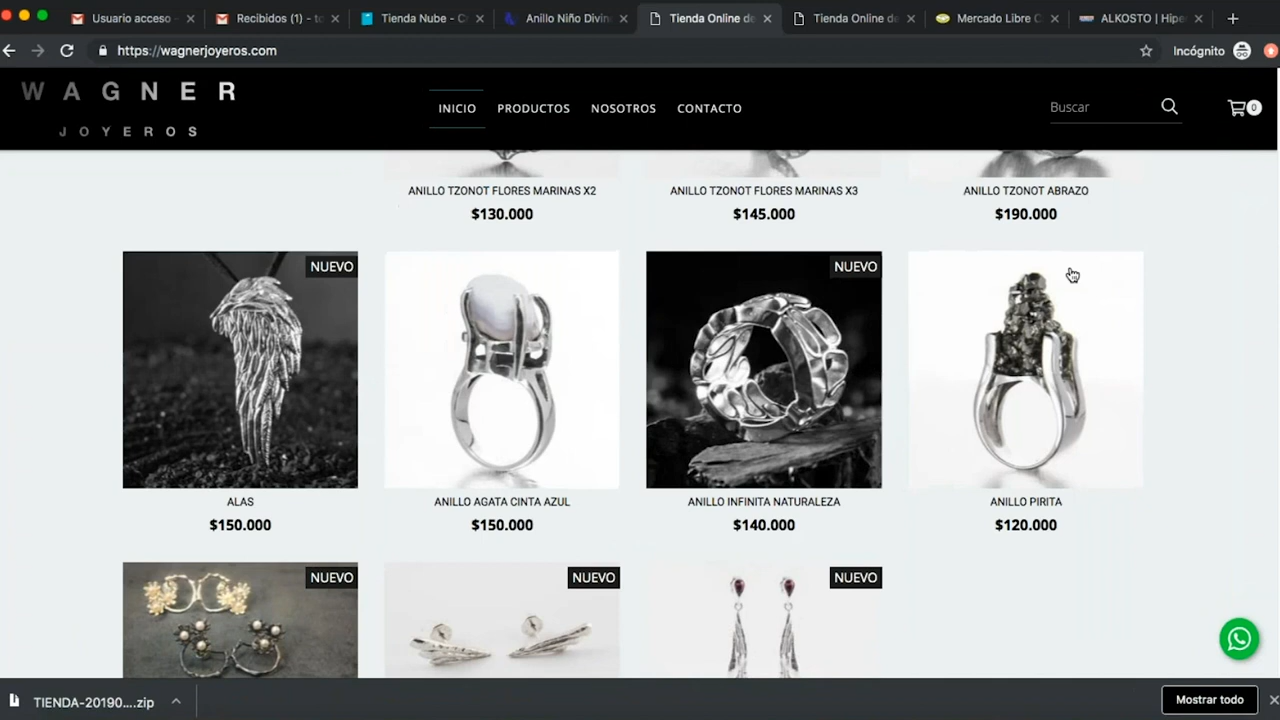 Usuario acceso
Recibidos (1) - to
Tienda Nube - C
Anillo Niño Divin
Tienda Online de
Tienda Online de
Mercado Libre C
ALKOSTO | Hipe
https://wagnerjoyeros.com
Incógnito
WAGNER
JOYEROS
INICIO
PRODUCTOS
NOSOTROS
CONTACTO
Buscar
0
ANILLO TZONOT FLORES MARINAS X2
ANILLO TZONOT FLORES MARINAS X3
ANILLO TZONOT ABRAZO
$130.000
$145.000
$190.000
NUEVO
NUEVO
ALAS
ANILLO AGATA CINTA AZUL
ANILLO INFINITA NATURALEZA
ANILLO PIRITA
$150.000
$150.000
$140.000
$120.000
NUEVO
NUEVO
NUEVO
TIENDA-20190....zip
Mostrar todo